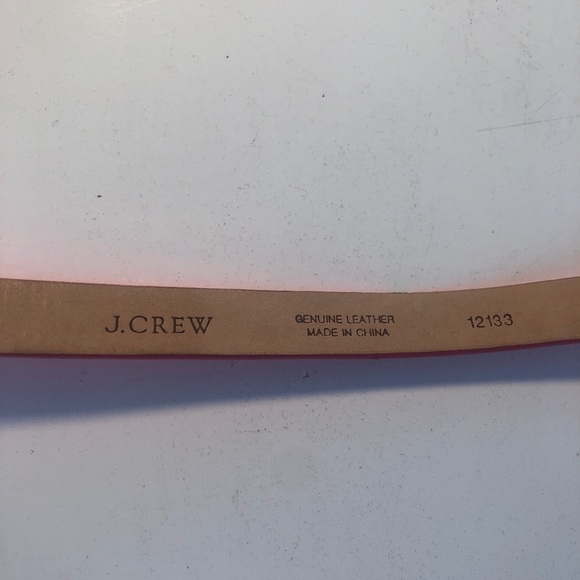 J.CREW
GENUINE LEATHER
MADE IN CHINA
12133